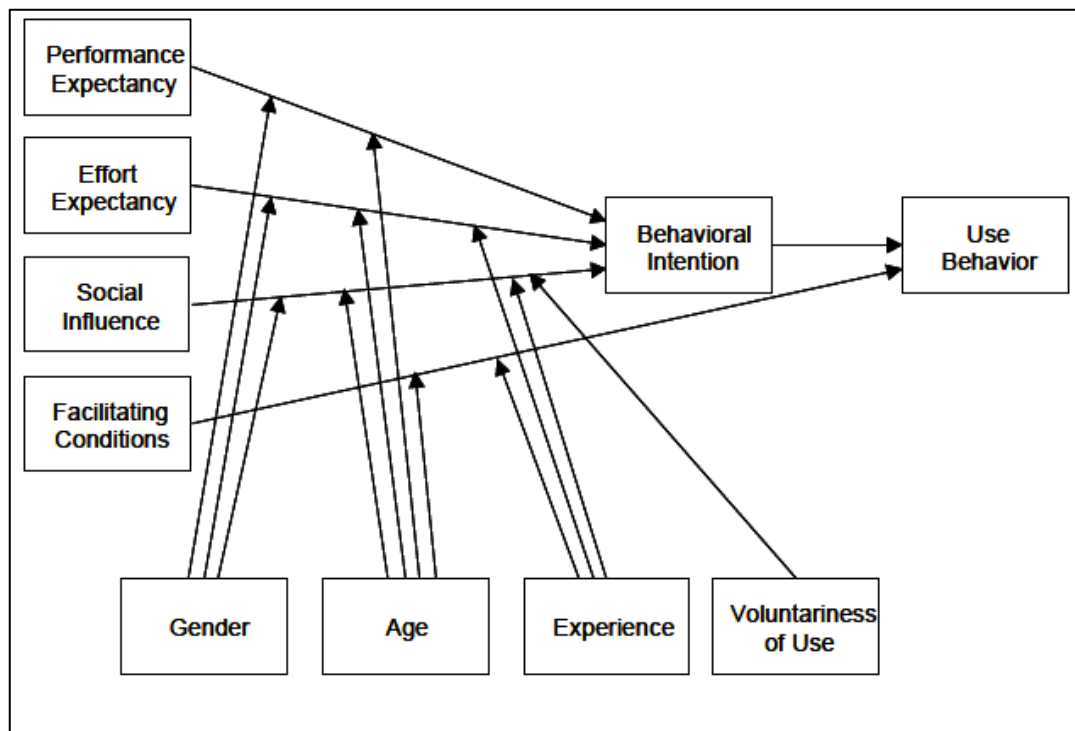 Performance
Expectancy
Effort
Expectancy
Social
Influence
Facilitating
Conditions
Behavioral
Intention
Use
Behavior
Gender
Age
Experience
Voluntariness
of Use